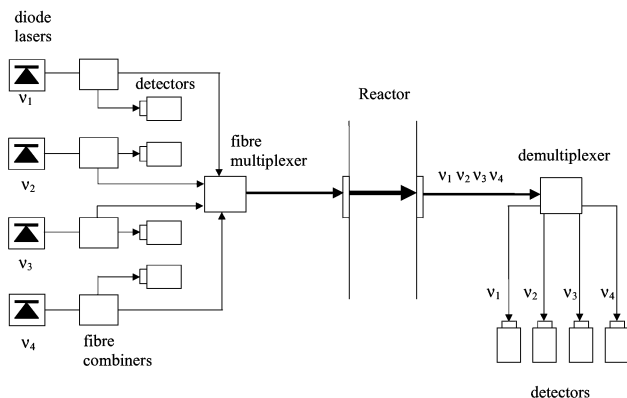 diode
lasers
ν1
detectors
ν2
fibre
multiplexer
ν3
ν4
fibre
combiners
Reactor
ν1 ν2 ν3 ν4
demultiplexer
ν1
ν2
ν3
ν4
detectors